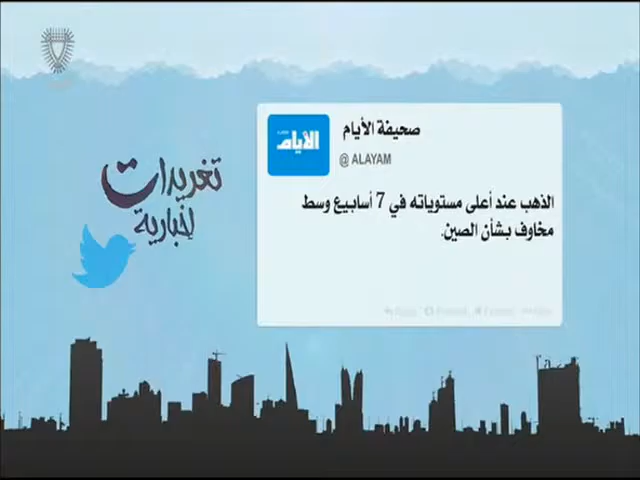 تغريدات
إخبارية
الأيام
صحيفة الأيام
@ ALAYAM
الذهب عند أعلى مستوياته في 7 أسابيع وسط
مخاوف بشأن الصين.